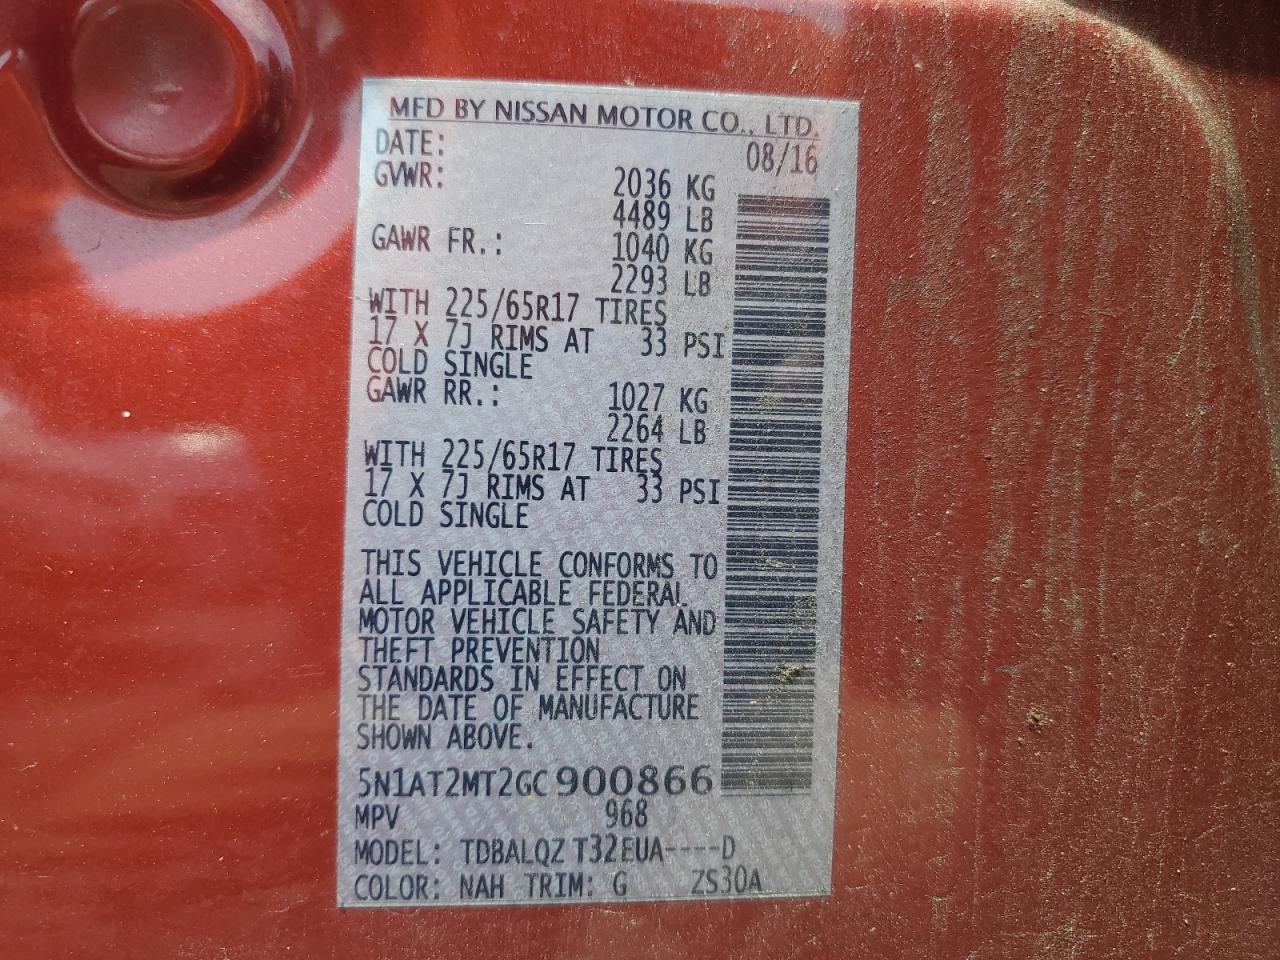 MFD BY NISSAN MOTOR CO., LTD.
DATE: 08/16
GVWR: 2036 KG
4489 LB
GAWR FR.: 1040 KG
2293 LB
WITH 225/65R17 TIRES
17 X 7J RIMS AT 33 PSI
COLD SINGLE
GAWR RR.: 1027 KG
2264 LB
WITH 225/65R17 TIRES
17 X 7J RIMS AT 33 PSI
COLD SINGLE
THIS VEHICLE CONFORMS TO
ALL APPLICABLE FEDERAL
MOTOR VEHICLE SAFETY AND
THEFT PREVENTION
STANDARDS IN EFFECT ON
THE DATE OF MANUFACTURE
SHOWN ABOVE.
5N1AT2MT2GC900866
MPV 968
MODEL: TDBALQZ T32EUA----D
COLOR: NAH TRIM: G ZS30A